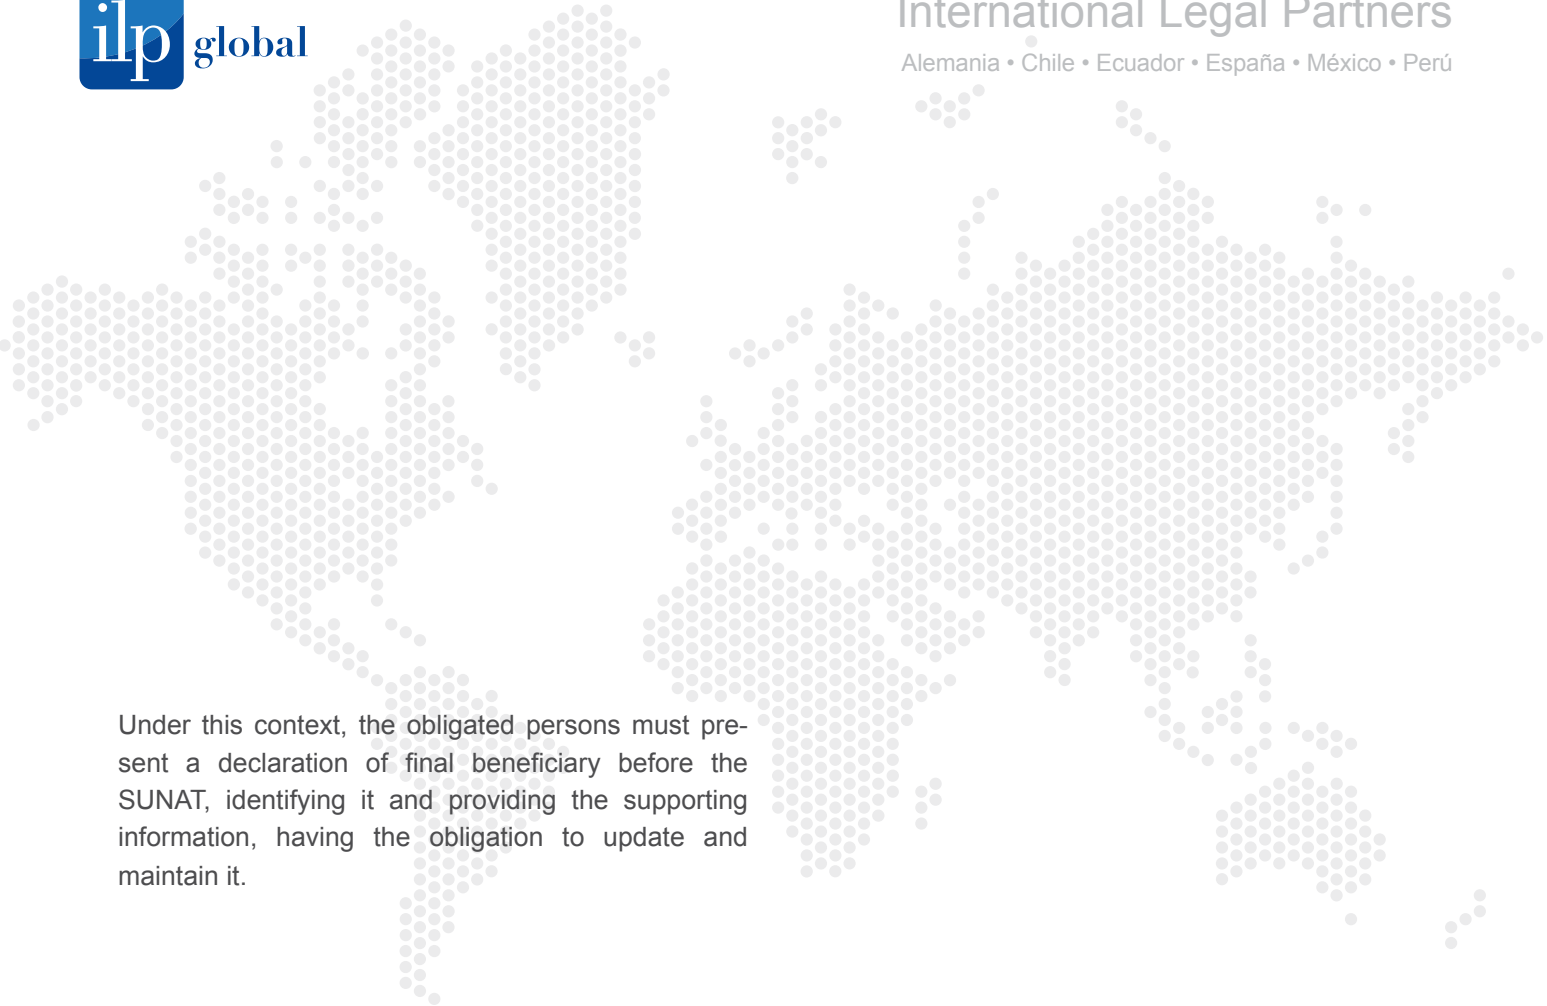 ilp global
International Legal Partners
Alemania • Chile • Ecuador • España • México • Perú
Under this context, the obligated persons must pre-
sent a declaration of final beneficiary before the
SUNAT, identifying it and providing the supporting
information, having the obligation to update and
maintain it.